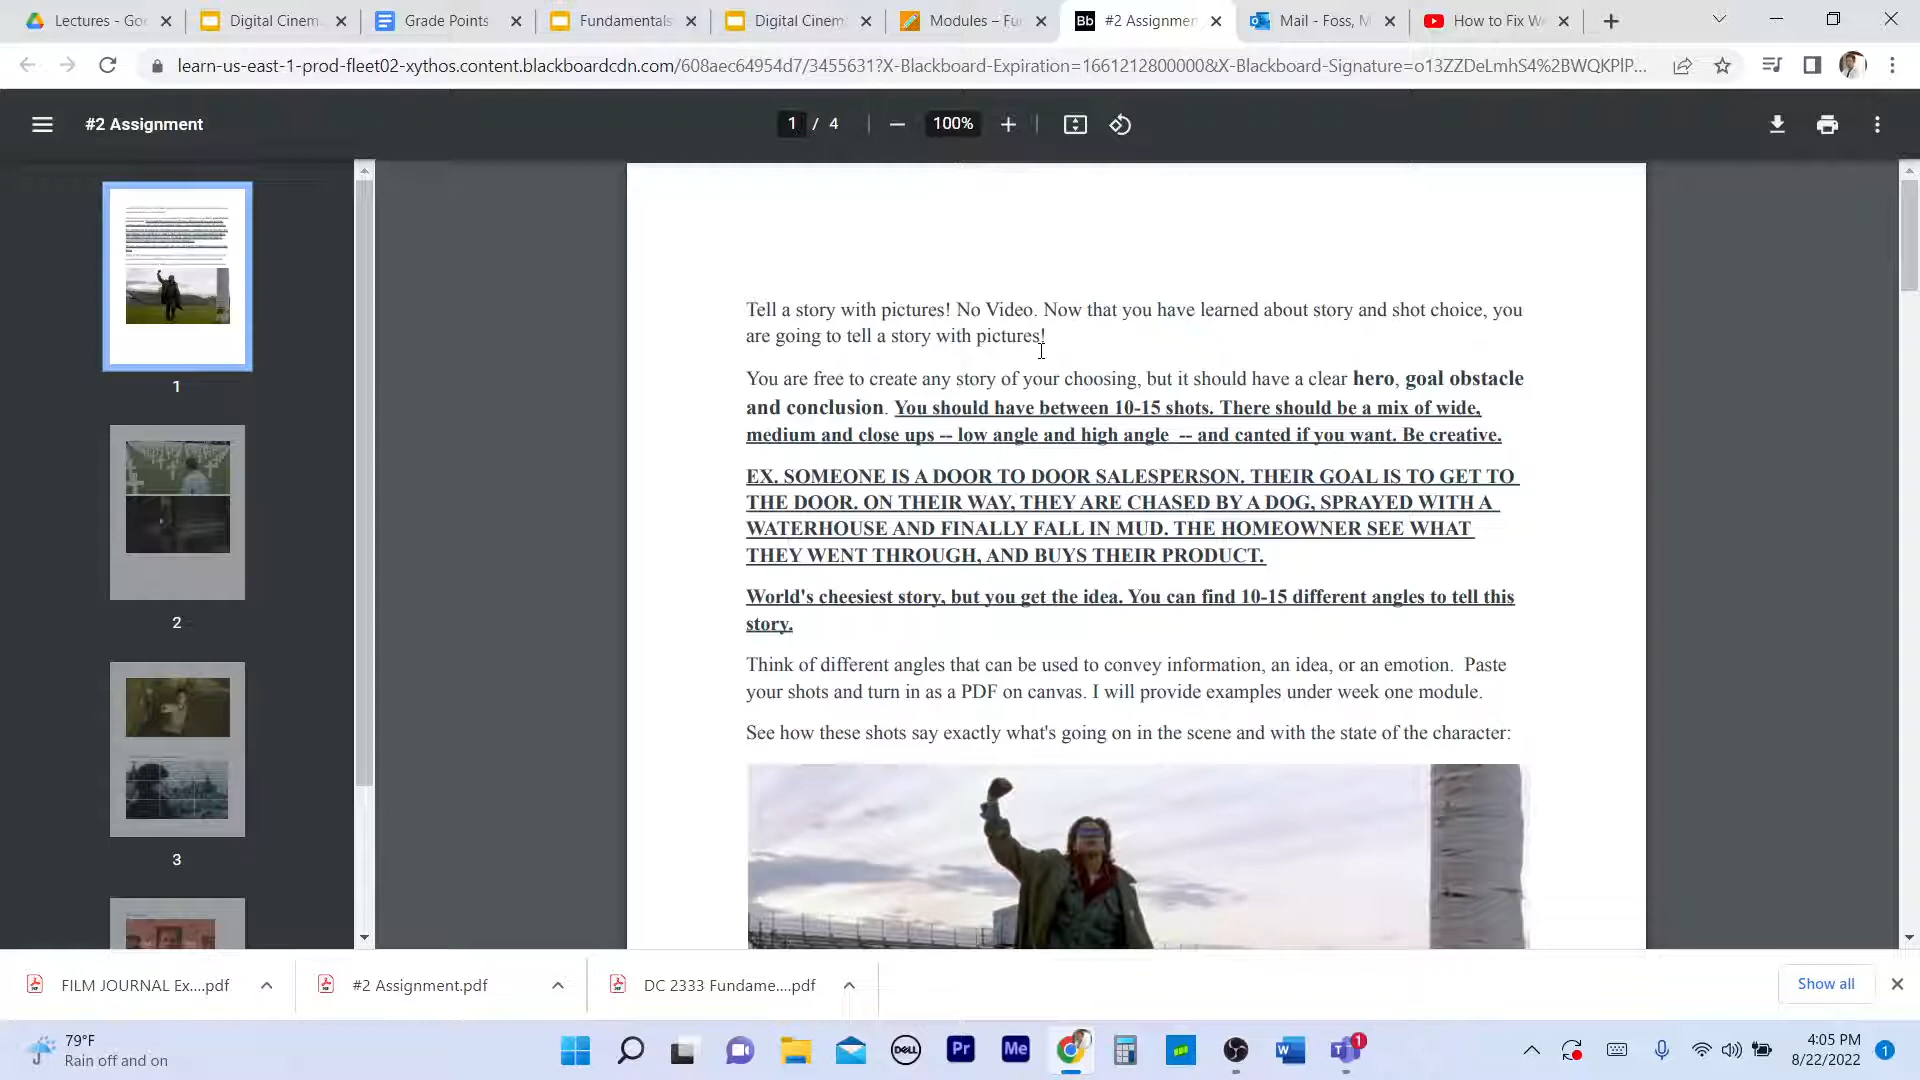 Lectures - Goo
Digital Cinem
Grade Points
Fundamentals
Digital Cinem
Modules – Fu
Bb
#2 Assignmen
Mail - Foss, M
How to Fix W
learn-us-east-1-prod-fleet02-xythos.content.blackboardcdn.com/608aec64954d7/3455631?X-Blackboard-Expiration=1661212800000&X-Blackboard-Signature=o13ZZDeLmhS4%2BWQKPlP...
#2 Assignment
1 / 4
100%
1
2
3
Tell a story with pictures! No Video. Now that you have learned about story and shot choice, you
are going to tell a story with pictures!
You are free to create any story of your choosing, but it should have a clear hero, goal obstacle
and conclusion. You should have between 10-15 shots. There should be a mix of wide,
medium and close ups -- low angle and high angle -- and canted if you want. Be creative.
EX. SOMEONE IS A DOOR TO DOOR SALESPERSON. THEIR GOAL IS TO GET TO
THE DOOR. ON THEIR WAY, THEY ARE CHASED BY A DOG, SPRAYED WITH A
WATERHOUSE AND FINALLY FALL IN MUD. THE HOMEOWNER SEE WHAT
THEY WENT THROUGH, AND BUYS THEIR PRODUCT.
World's cheesiest story, but you get the idea. You can find 10-15 different angles to tell this
story.
Think of different angles that can be used to convey information, an idea, or an emotion. Paste
your shots and turn in as a PDF on canvas. I will provide examples under week one module.
See how these shots say exactly what's going on in the scene and with the state of the character:
FILM JOURNAL Ex....pdf
#2 Assignment.pdf
DC 2333 Fundame....pdf
Show all
79°F
Rain off and on
DELL
Pr
Me
W
1
4:05 PM
8/22/2022
1